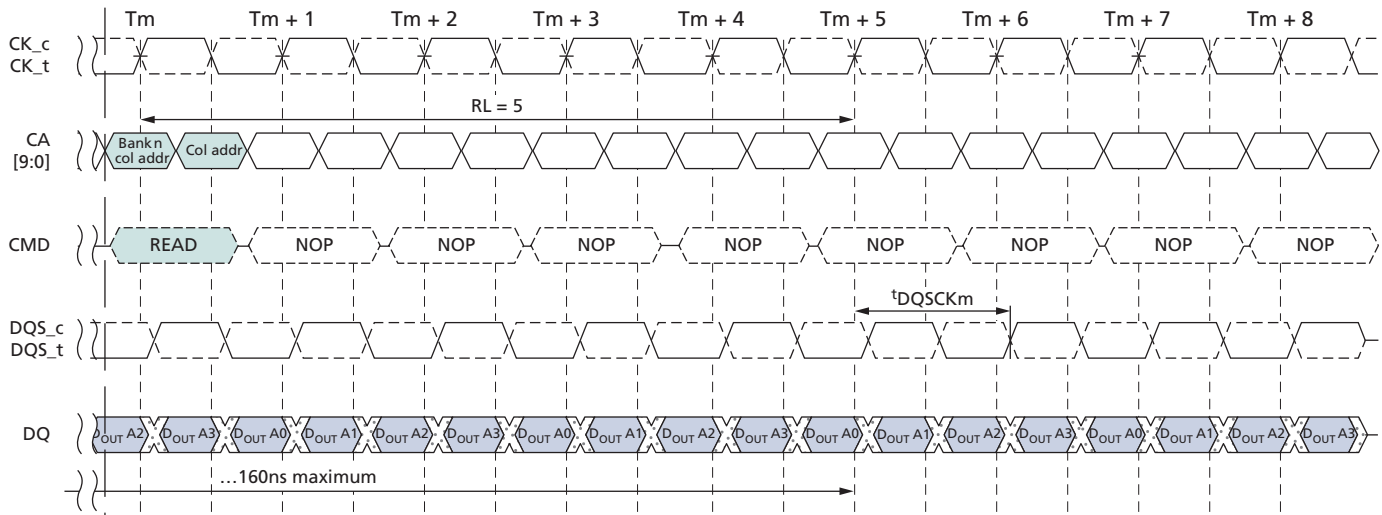 Tm Tm + 1 Tm + 2 Tm + 3 Tm + 4 Tm + 5 Tm + 6 Tm + 7 Tm + 8
CK_c
CK_t
RL = 5
CA
[9:0]
Bank n
col addr
Col addr
CMD READ NOP NOP NOP NOP NOP NOP NOP NOP
tDQSCKm
DQS_c
DQS_t
DQ DOUT A2 DOUT A3 DOUT A0 DOUT A1 DOUT A2 DOUT A3 DOUT A0 DOUT A1 DOUT A2 DOUT A3 DOUT A0 DOUT A1 DOUT A2 DOUT A3 DOUT A0 DOUT A1 DOUT A2 DOUT A3
...160ns maximum